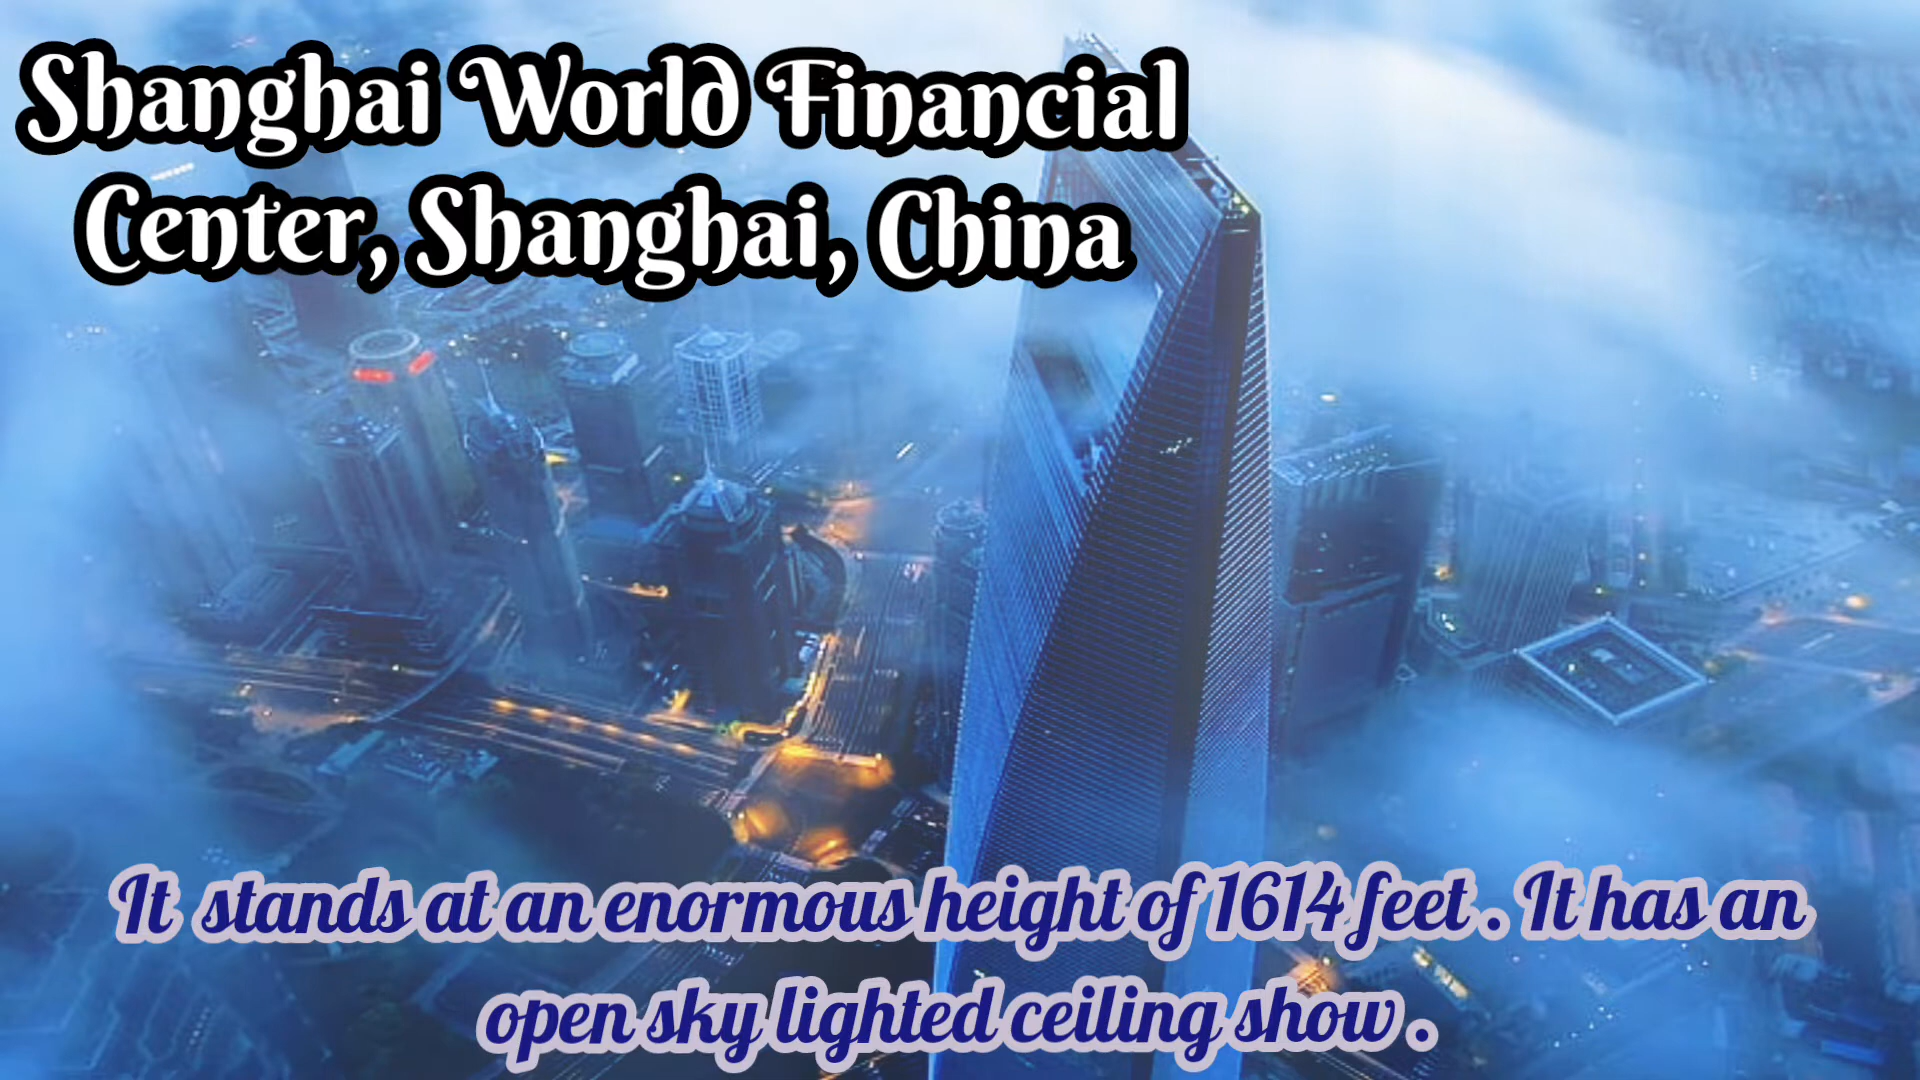 Shanghai World Financial
Center, Shanghai, China
It stands at an enormous height of 1614 feet . It has an
open sky lighted ceiling show .